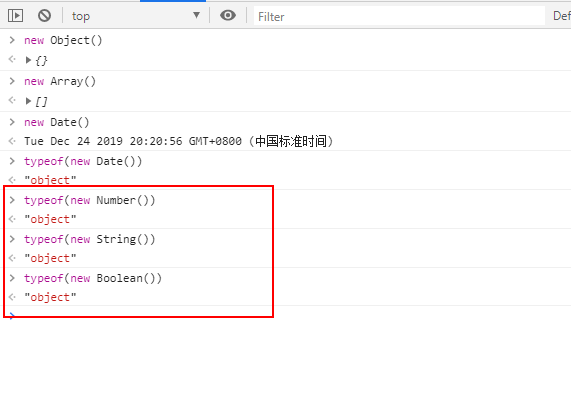 top ▼ Filter Def
> new Object()
<· ▶ {}
> new Array()
<· ▶ []
> new Date()
<· Tue Dec 24 2019 20:20:56 GMT+0800 (中国标准时间)
> typeof(new Date())
<· "object"
> typeof(new Number())
<· "object"
> typeof(new String())
<· "object"
> typeof(new Boolean())
<· "object"
>